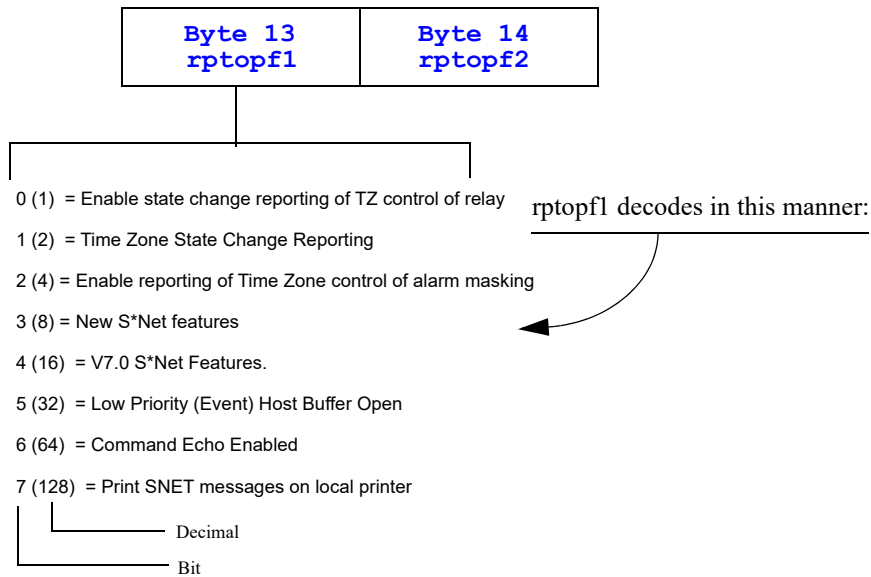 Byte 13 Byte 14
rptopf1 rptopf2
0 (1) = Enable state change reporting of TZ control of relay
rptopf1 decodes in this manner:
1 (2) = Time Zone State Change Reporting
2 (4) = Enable reporting of Time Zone control of alarm masking
3 (8) = New S*Net features
4 (16) = V7.0 S*Net Features.
5 (32) = Low Priority (Event) Host Buffer Open
6 (64) = Command Echo Enabled
7 (128) = Print SNET messages on local printer
Decimal
Bit